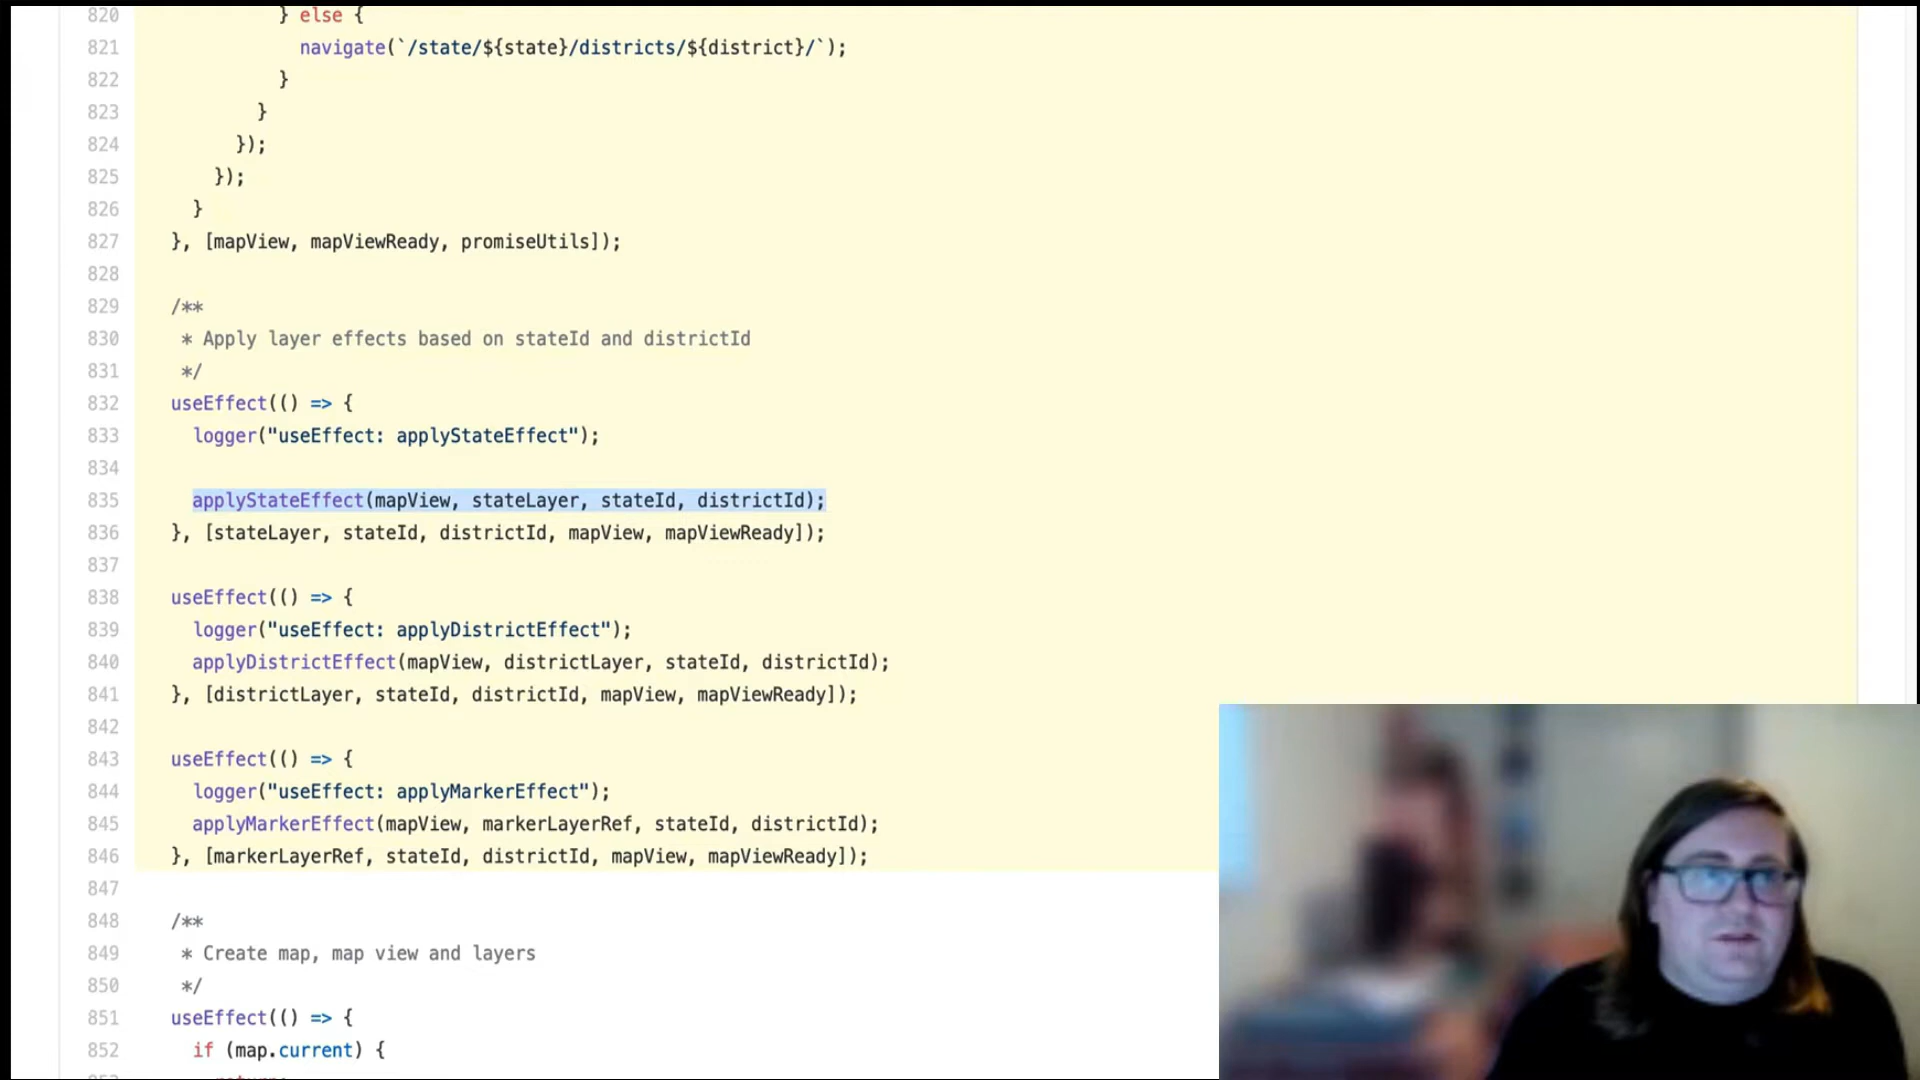 820 } else {
821 navigate(`/state/${state}/districts/${district}/`);
822 }
823 }
824 });
825 });
826 }
827 }, [mapView, mapViewReady, promiseUtils]);
828
829 /**
830 * Apply layer effects based on stateId and districtId
831 */
832 useEffect(() => {
833 logger("useEffect: applyStateEffect");
834
835 applyStateEffect(mapView, stateLayer, stateId, districtId);
836 }, [stateLayer, stateId, districtId, mapView, mapViewReady]);
837
838 useEffect(() => {
839 logger("useEffect: applyDistrictEffect");
840 applyDistrictEffect(mapView, districtLayer, stateId, districtId);
841 }, [districtLayer, stateId, districtId, mapView, mapViewReady]);
842
843 useEffect(() => {
844 logger("useEffect: applyMarkerEffect");
845 applyMarkerEffect(mapView, markerLayerRef, stateId, districtId);
846 }, [markerLayerRef, stateId, districtId, mapView, mapViewReady]);
847
848 /**
849 * Create map, map view and layers
850 */
851 useEffect(() => {
852 if (map.current) {